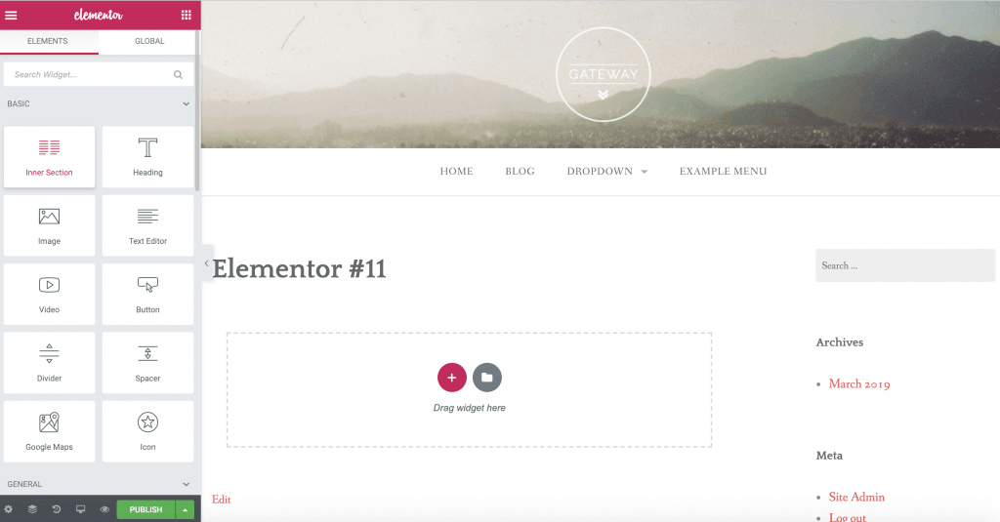 elementor
ELEMENTS
GLOBAL
Search Widget...
BASIC
Inner Section
Heading
Image
Text Editor
Video
Button
Divider
Spacer
Google Maps
Icon
GENERAL
PUBLISH
GATEWAY
HOME
BLOG
DROPDOWN
EXAMPLE MENU
Elementor #11
Drag widget here
Edit
Search ...
Archives
March 2019
Meta
Site Admin
Log out